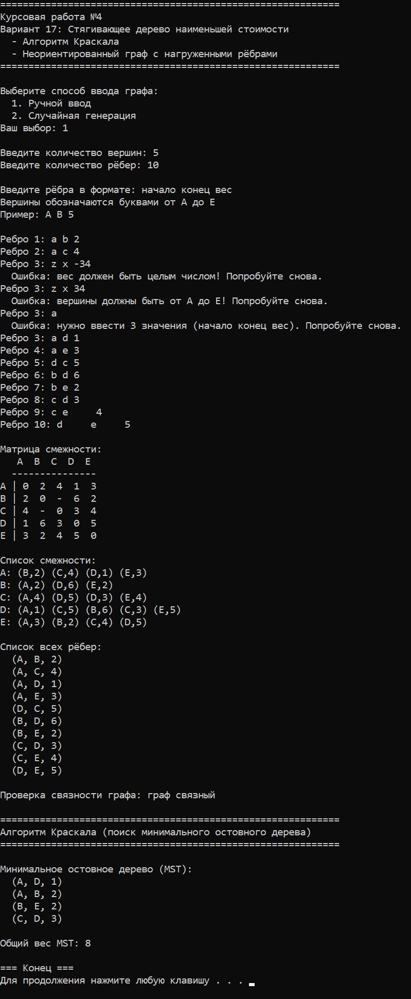 ============================================================
Курсовая работа №4
Вариант 17: Стягивающее дерево наименьшей стоимости
  - Алгоритм Краскала
  - Неориентированный граф с нагруженными рёбрами
============================================================

Выберите способ ввода графа:
  1. Ручной ввод
  2. Случайная генерация
Ваш выбор: 1

Введите количество вершин: 5
Введите количество рёбер: 10

Введите рёбра в формате: начало конец вес
Вершины обозначаются буквами от A до E
Пример: A B 5

Ребро 1: a b 2
Ребро 2: a c 4
Ребро 3: z x -34
  Ошибка: вес должен быть целым числом! Попробуйте снова.
Ребро 3: z x 34
  Ошибка: вершины должны быть от A до E! Попробуйте снова.
Ребро 3: a
  Ошибка: нужно ввести 3 значения (начало конец вес). Попробуйте снова.
Ребро 3: a d 1
Ребро 4: a e 3
Ребро 5: d c 5
Ребро 6: b d 6
Ребро 7: b e 2
Ребро 8: c d 3
Ребро 9: c e     4
Ребро 10: d     e     5

Матрица смежности:
   A  B  C  D  E
  ---------------
A | 0  2  4  1  3
B | 2  0  -  6  2
C | 4  -  0  3  4
D | 1  6  3  0  5
E | 3  2  4  5  0

Список смежности:
A: (B,2) (C,4) (D,1) (E,3)
B: (A,2) (D,6) (E,2)
C: (A,4) (D,5) (D,3) (E,4)
D: (A,1) (C,5) (B,6) (C,3) (E,5)
E: (A,3) (B,2) (C,4) (D,5)

Список всех рёбер:
  (A, B, 2)
  (A, C, 4)
  (A, D, 1)
  (A, E, 3)
  (D, C, 5)
  (B, D, 6)
  (B, E, 2)
  (C, D, 3)
  (C, E, 4)
  (D, E, 5)

Проверка связности графа: граф связный

============================================================
Алгоритм Краскала (поиск минимального остовного дерева)
============================================================

Минимальное остовное дерево (MST):
  (A, D, 1)
  (A, B, 2)
  (B, E, 2)
  (C, D, 3)

Общий вес MST: 8

=== Конец ===
Для продолжения нажмите любую клавишу . . .